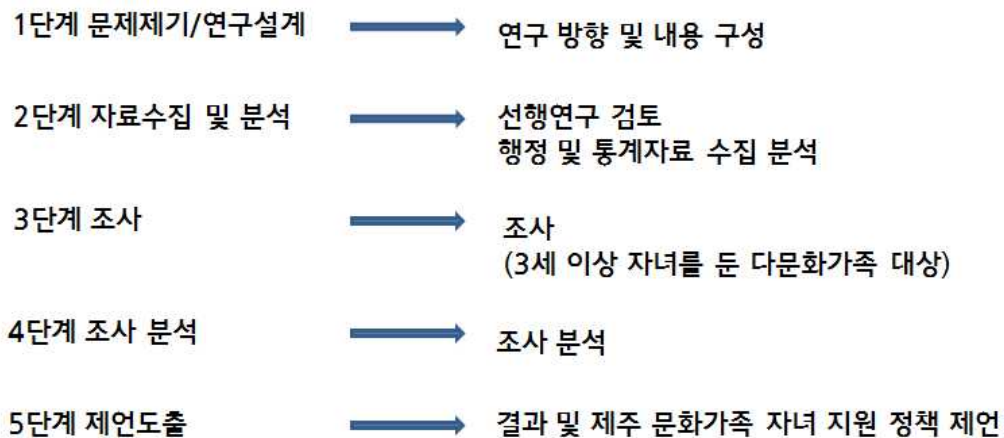 1단계 문제제기/연구설계
연구 방향 및 내용 구성
2단계 자료수집 및 분석
선행연구 검토
행정 및 통계자료 수집 분석
3단계 조사
조사
(3세 이상 자녀를 둔 다문화가족 대상)
4단계 조사 분석
조사 분석
5단계 제언도출
결과 및 제주 문화가족 자녀 지원 정책 제언